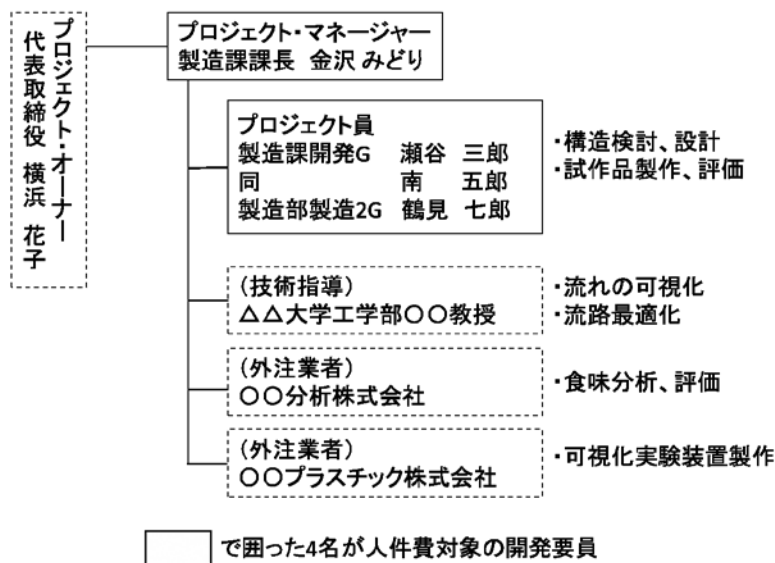 プロジェクト・オーナー
代表取締役 横浜 花子
プロジェクト・マネージャー
製造課課長 金沢 みどり
プロジェクト員
製造課開発G 瀬谷 三郎
同 南 五郎
製造部製造2G 鶴見 七郎
・構造検討、設計
・試作品製作、評価
(技術指導)
△△大学工学部〇〇教授
・流れの可視化
・流路最適化
(外注業者)
〇〇分析株式会社
・食味分析、評価
(外注業者)
〇〇プラスチック株式会社
・可視化実験装置製作
で囲った4名が人件費対象の開発要員